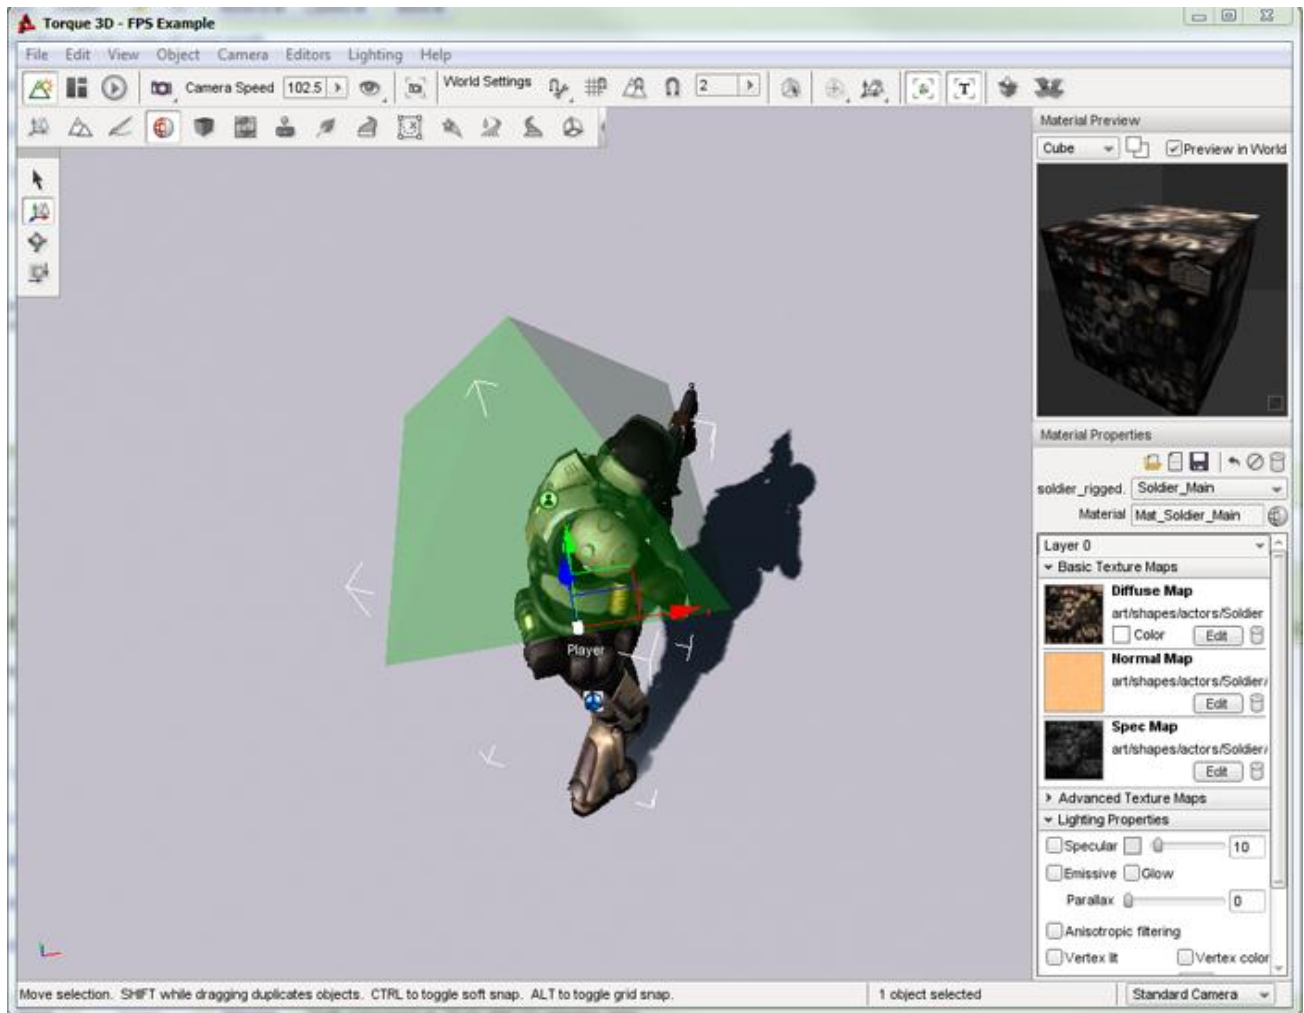 Torque 3D - FPS Example
File Edit View Object Camera Editors Lighting Help
Camera Speed 102.5 World Settings 2
T
Material Preview
Cube Preview in World
Player
Material Properties
soldier_rigged. Soldier_Main
Material Mat_Soldier_Main
Layer 0
Basic Texture Maps
Diffuse Map
art/shapes/actors/Soldier
Color Edit
Normal Map
art/shapes/actors/Soldier/
Edit
Spec Map
art/shapes/actors/Soldier/
Edit
Advanced Texture Maps
Lighting Properties
Specular 10
Emissive Glow
Parallax 0
Anisotropic filtering
Vertex lit Vertex color
Move selection. SHIFT while dragging duplicates objects. CTRL to toggle soft snap. ALT to toggle grid snap. 1 object selected Standard Camera